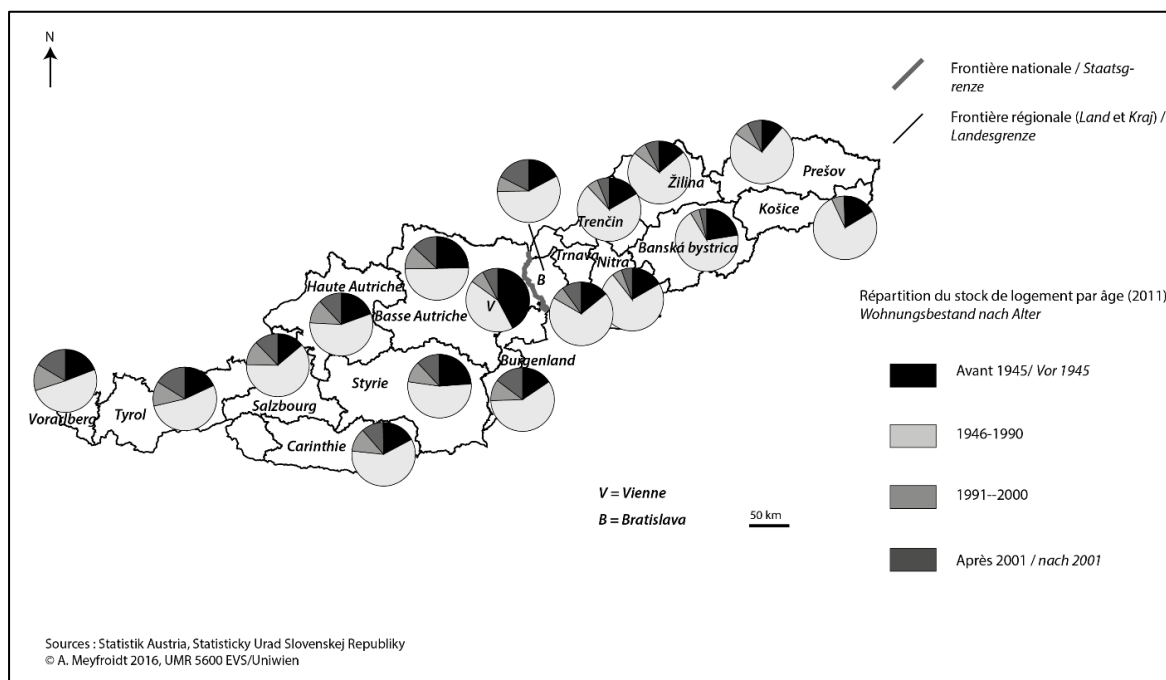 N
Frontière nationale / Staatsg-
renze
Frontière régionale (Land et Kraj) /
Landesgrenze
Prešov
Žilina
Košice
Trenčin
Banská bystrica
Trnava
Nitra
B
Haute Autriche
V
Basse Autriche
Répartition du stock de logement par âge (2011)
Wohnungsbestand nach Alter
Burgenland
Styrie
Avant 1945/ Vor 1945
Salzbourg
Vorarlberg
Tyrol
Carinthie
1946-1990
V = Vienne
B = Bratislava
50 km
1991--2000
Après 2001 / nach 2001
Sources : Statistik Austria, Statisticky Urad Slovenskej Republiky
© A. Meyfroidt 2016, UMR 5600 EVS/Uniwien